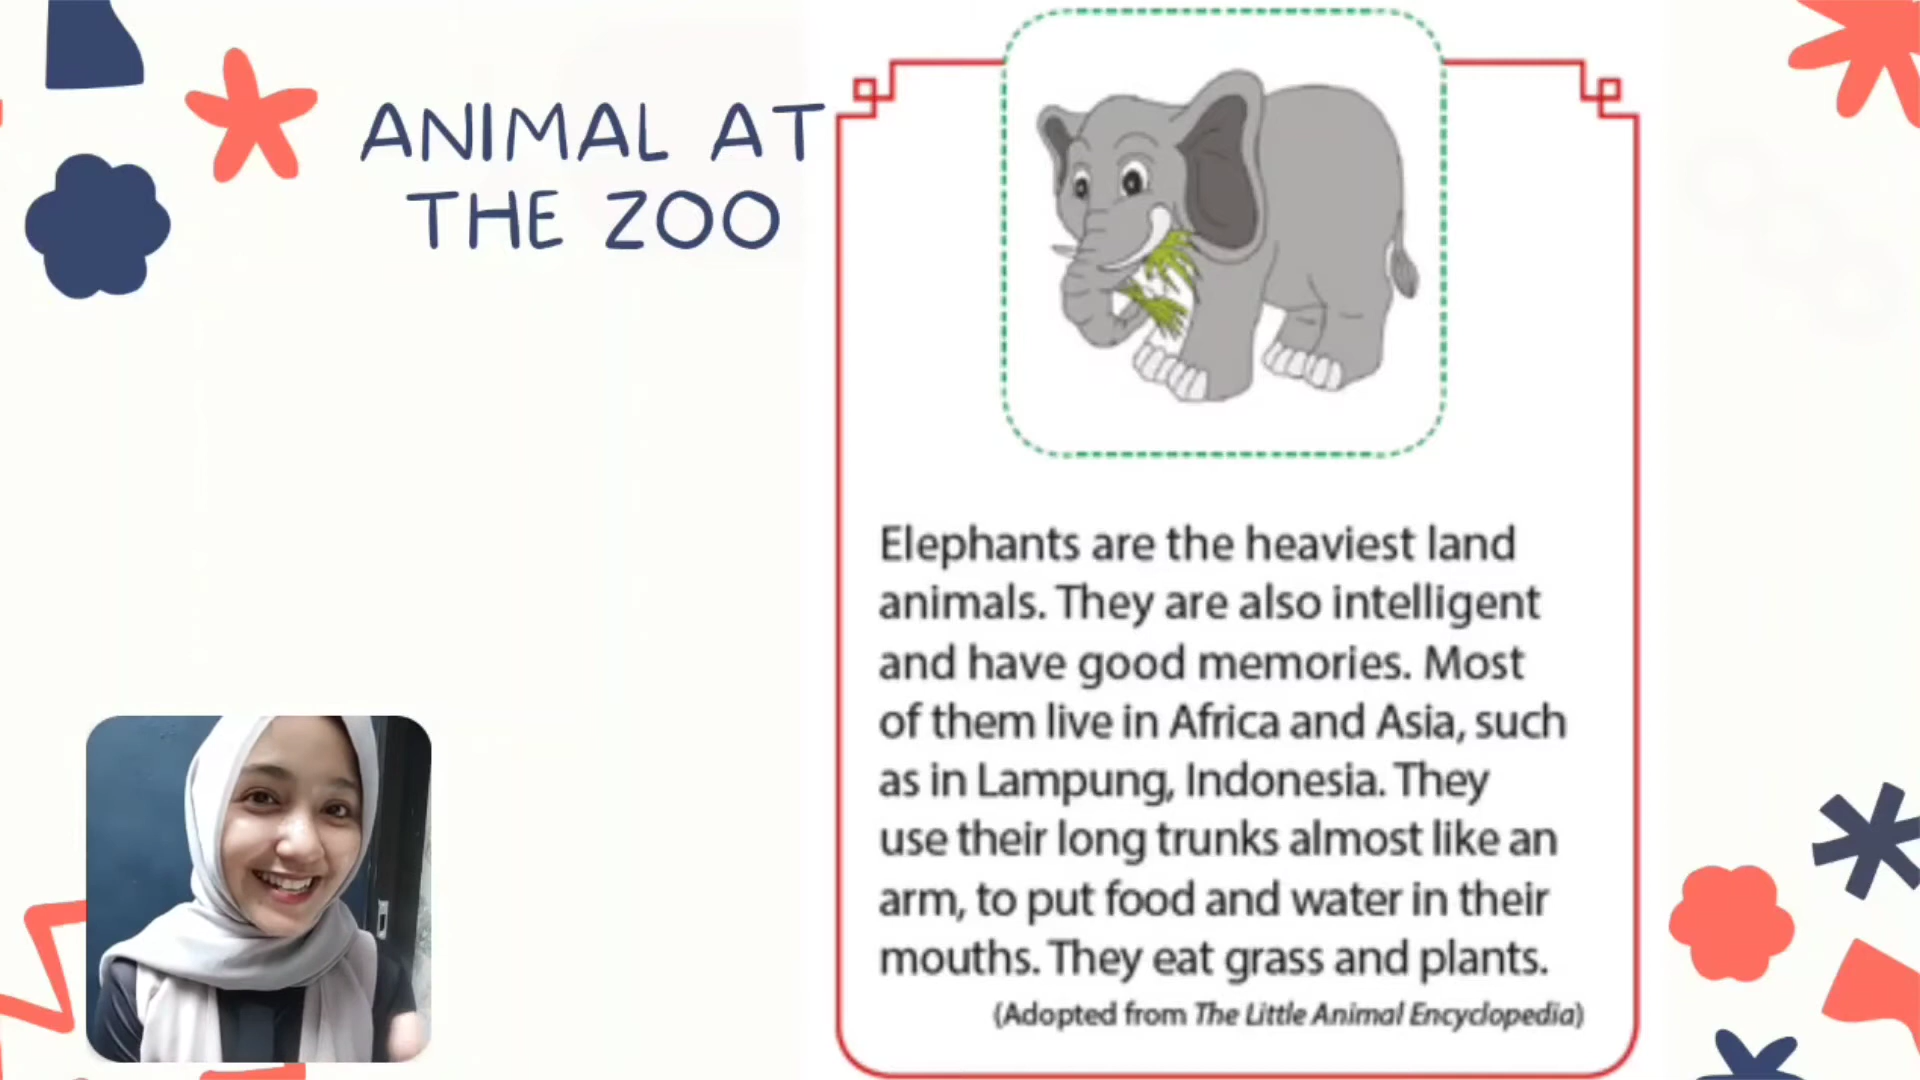 ANIMAL AT
THE ZOO
Elephants are the heaviest land
animals. They are also intelligent
and have good memories. Most
of them live in Africa and Asia, such
as in Lampung, Indonesia. They
use their long trunks almost like an
arm, to put food and water in their
mouths. They eat grass and plants.
(Adopted from The Little Animal Encyclopedia)